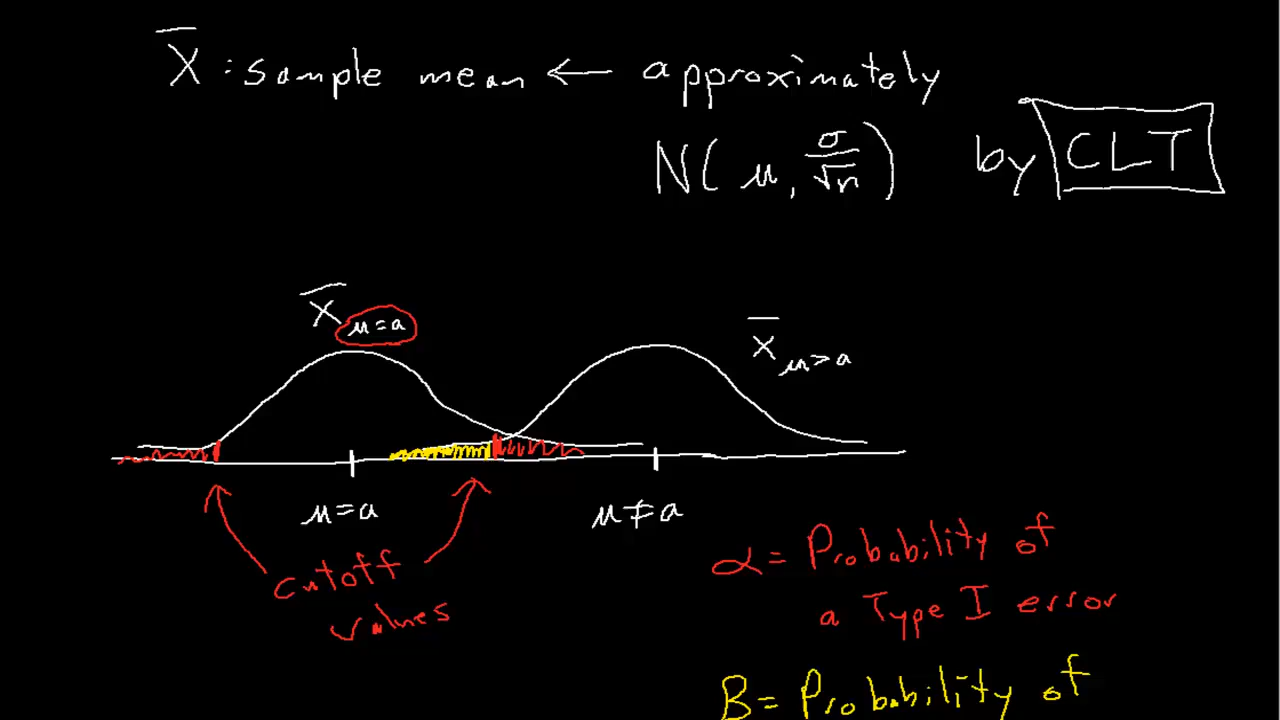 X̄ : sample mean ← approximately
N( μ, σ/√n ) by CLT
X̄ μ=a
X̄ μ>a
μ=a μ≠a
cutoff
values
α= Probability of
a Type I error
B= Probability of